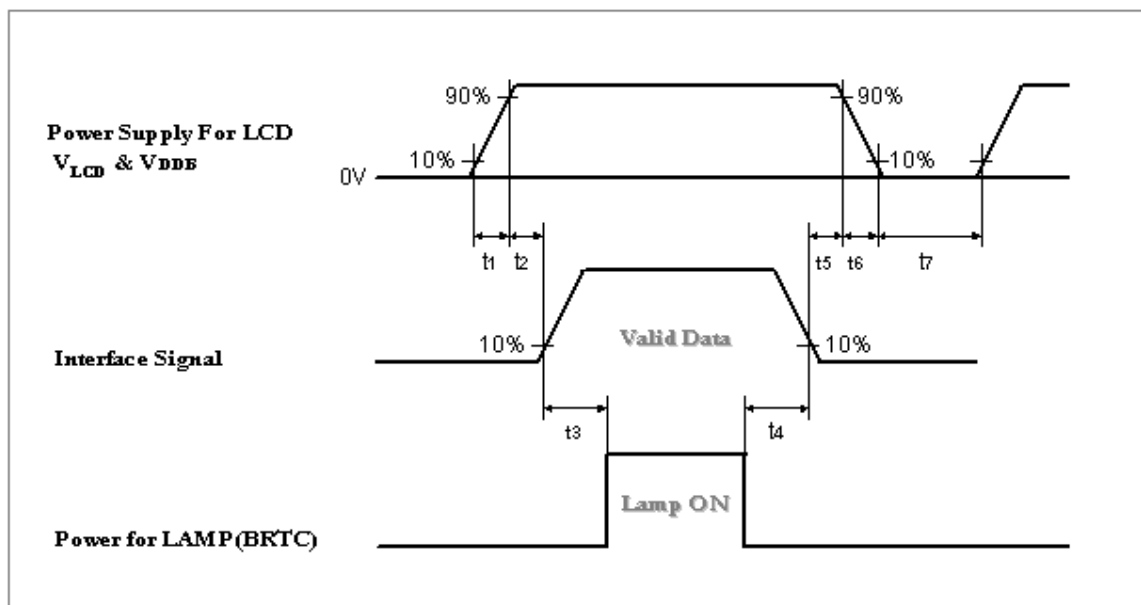 90%
90%
Power Supply For LCD
VLCD & VDDB
10%
10%
0V
t1
t2
t5
t6
t7
Valid Data
10%
10%
Interface Signal
t3
t4
Lamp ON
Power for LAMP(BRTC)